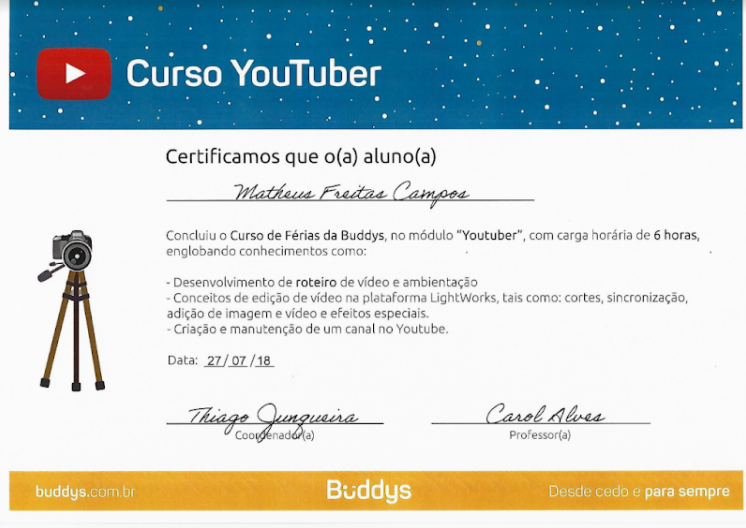 Curso YouTuber
Certificamos que o(a) aluno(a)
Matheus Freitas Campos
Concluiu o Curso de Férias da Buddys, no módulo “Youtuber”, com carga horária de 6 horas,
englobando conhecimentos como:
- Desenvolvimento de roteiro de vídeo e ambientação
- Conceitos de edição de vídeo na plataforma LightWorks, tais como: cortes, sincronização,
adição de imagem e vídeo e efeitos especiais.
- Criação e manutenção de um canal no Youtube.
Data: 27/07/18
Thiago Junqueira Carol Alves
Coordenador(a) Professor(a)
buddys.com.br Buddys Desde cedo e para sempre